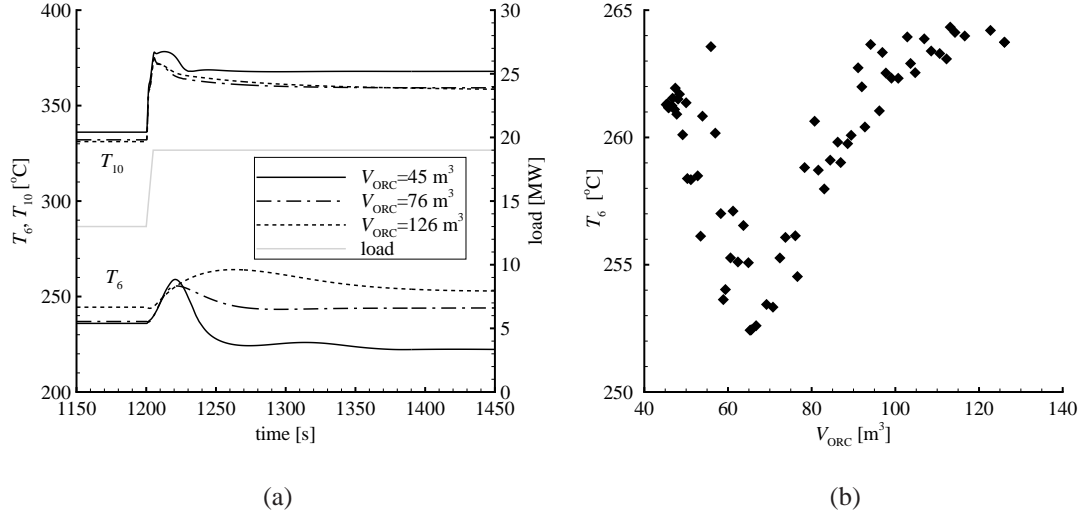 400
350
300
250
200
T6, T10 [oC]
30
25
20
15
10
5
0
load [MW]
T10
T6
VORC=45 m3
VORC=76 m3
VORC=126 m3
load
1150 1200 1250 1300 1350 1400 1450
time [s]
(a)
265
260
255
250
T6 [oC]
40 60 80 100 120 140
VORC [m3]
(b)